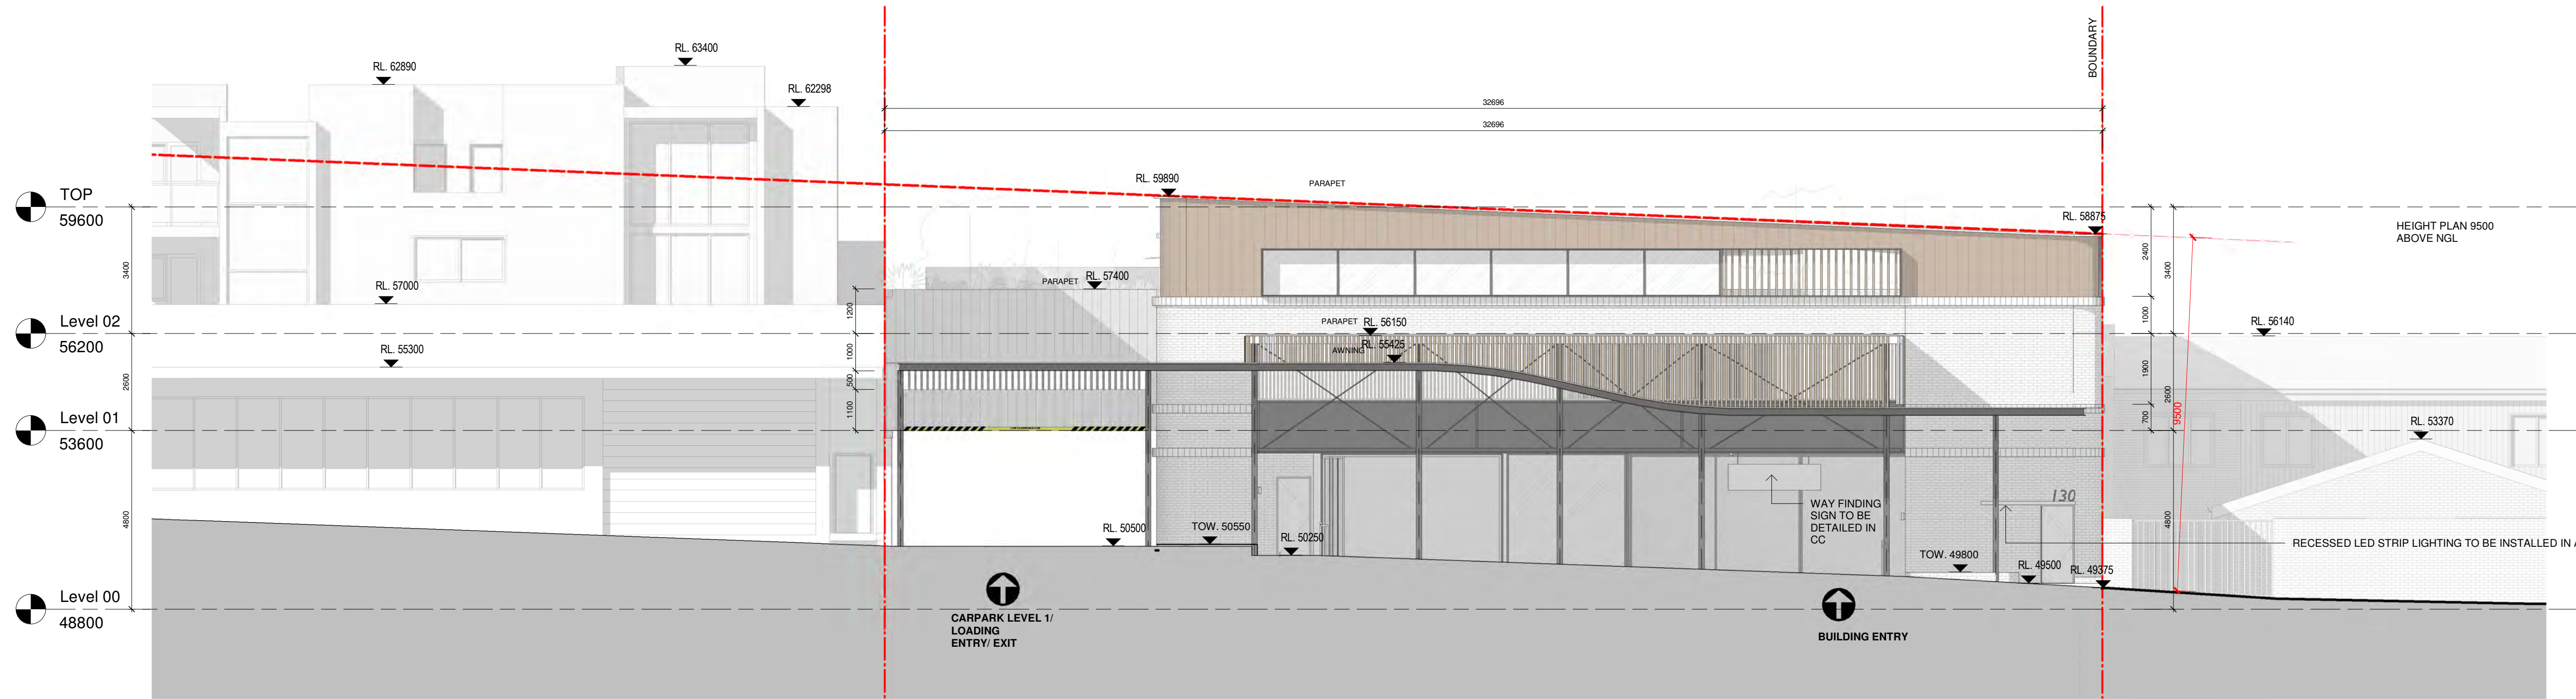 BOUNDARY
RL. 63400
RL. 62890
RL. 62298
32696
32696
RL. 59890
PARAPET
TOP
59600
RL. 58875
HEIGHT PLAN 9500
ABOVE NGL
3400
2400
3400
RL. 57400
PARAPET
RL. 57000
1200
1000
Level 02
56200
PARAPET
RL. 56150
RL. 56140
AWNING
RL. 55425
RL. 55300
1000
2600
500
1100
1900
2600
700
9500
Level 01
53600
RL. 53370
4800
4800
130
WAY FINDING
SIGN TO BE
DETAILED IN
CC
RL. 50500
TOW. 50550
RL. 50250
RECESSED LED STRIP LIGHTING TO BE INSTALLED IN A
TOW. 49800
RL. 49500
RL. 49375
Level 00
48800
CARPARK LEVEL 1/
LOADING
ENTRY/ EXIT
BUILDING ENTRY